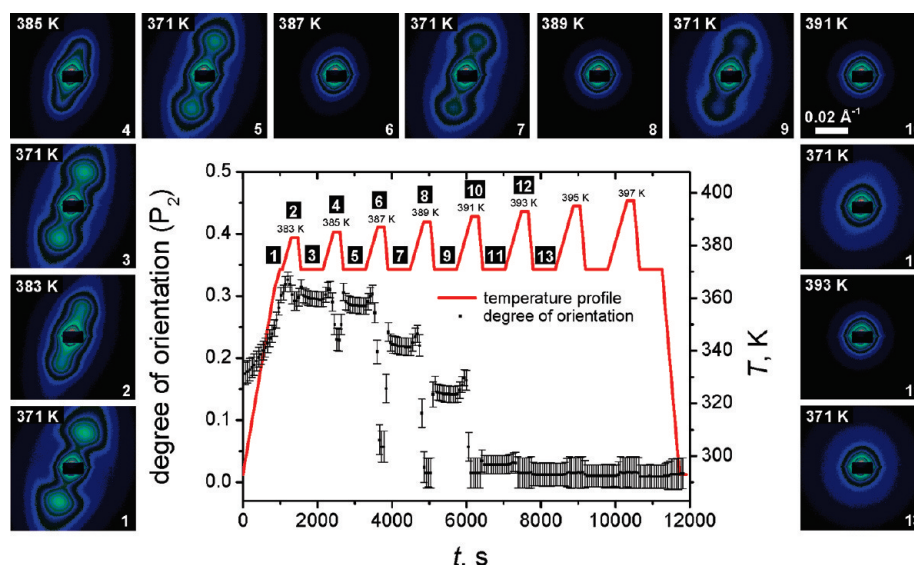 385 K
4
371 K
5
387 K
6
371 K
7
389 K
8
371 K
9
391 K
0.02 Å⁻¹
1
371 K
3
383 K
2
371 K
1
degree of orientation (P₂)
0.5
0.4
0.3
0.2
0.1
0.0
1
2
383 K
3
4
385 K
5
6
387 K
7
8
389 K
9
10
391 K
11
12
393 K
13
395 K
397 K
temperature profile
degree of orientation
400
380
360
340
320
300
T, K
0
2000
4000
6000
8000
10000
12000
t, s
371 K
1
393 K
1
371 K
13